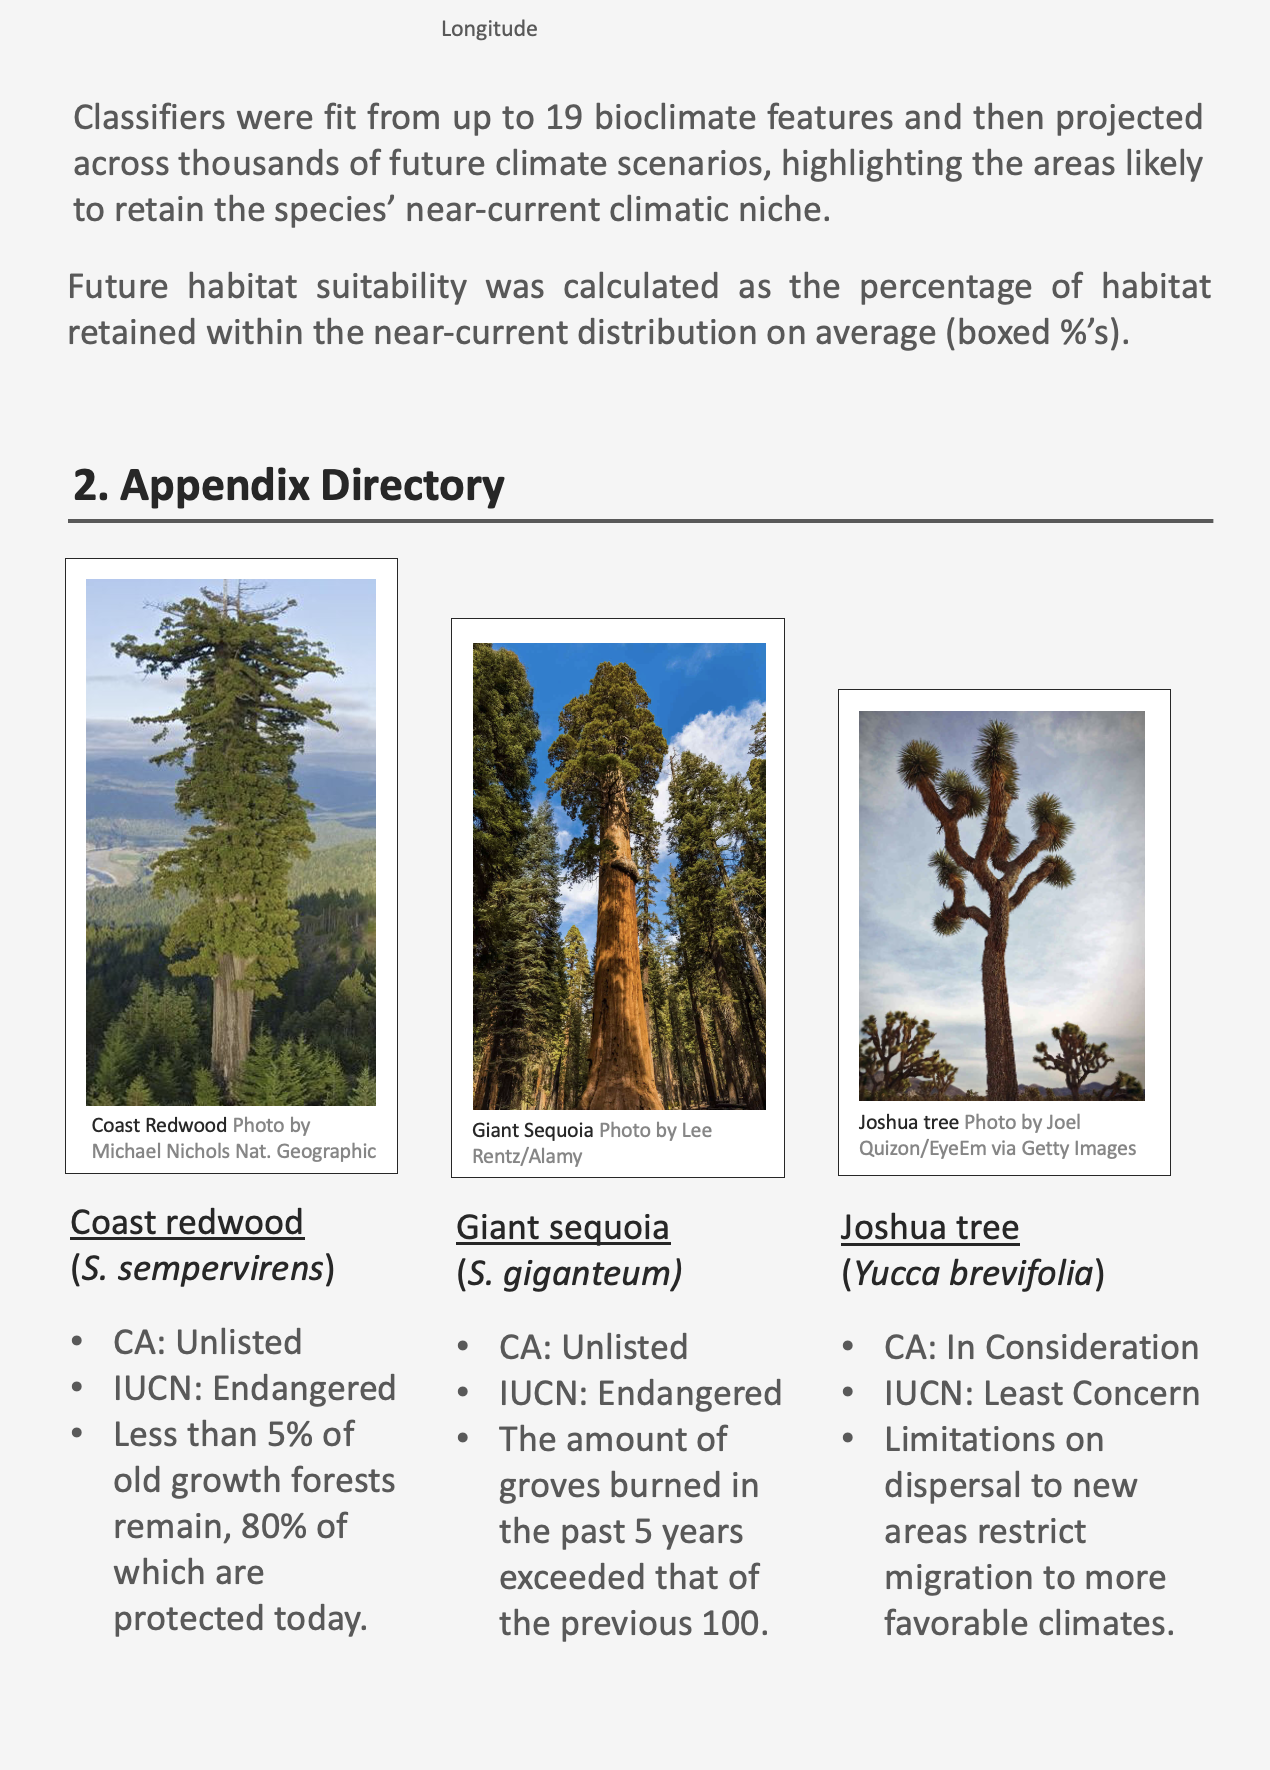 Longitude
Classifiers were fit from up to 19 bioclimate features and then projected
across thousands of future climate scenarios, highlighting the areas likely
to retain the species’ near-current climatic niche.
Future habitat suitability was calculated as the percentage of habitat
retained within the near-current distribution on average (boxed %’s).
2. Appendix Directory
Coast Redwood Photo by
Michael Nichols Nat. Geographic
Giant Sequoia Photo by Lee
Rentz/Alamy
Joshua tree Photo by Joel
Quizon/EyeEm via Getty Images
Coast redwood
(S. sempervirens)
• CA: Unlisted
• IUCN: Endangered
• Less than 5% of
old growth forests
remain, 80% of
which are
protected today.
Giant sequoia
(S. giganteum)
• CA: Unlisted
• IUCN: Endangered
• The amount of
groves burned in
the past 5 years
exceeded that of
the previous 100.
Joshua tree
(Yucca brevifolia)
• CA: In Consideration
• IUCN: Least Concern
• Limitations on
dispersal to new
areas restrict
migration to more
favorable climates.